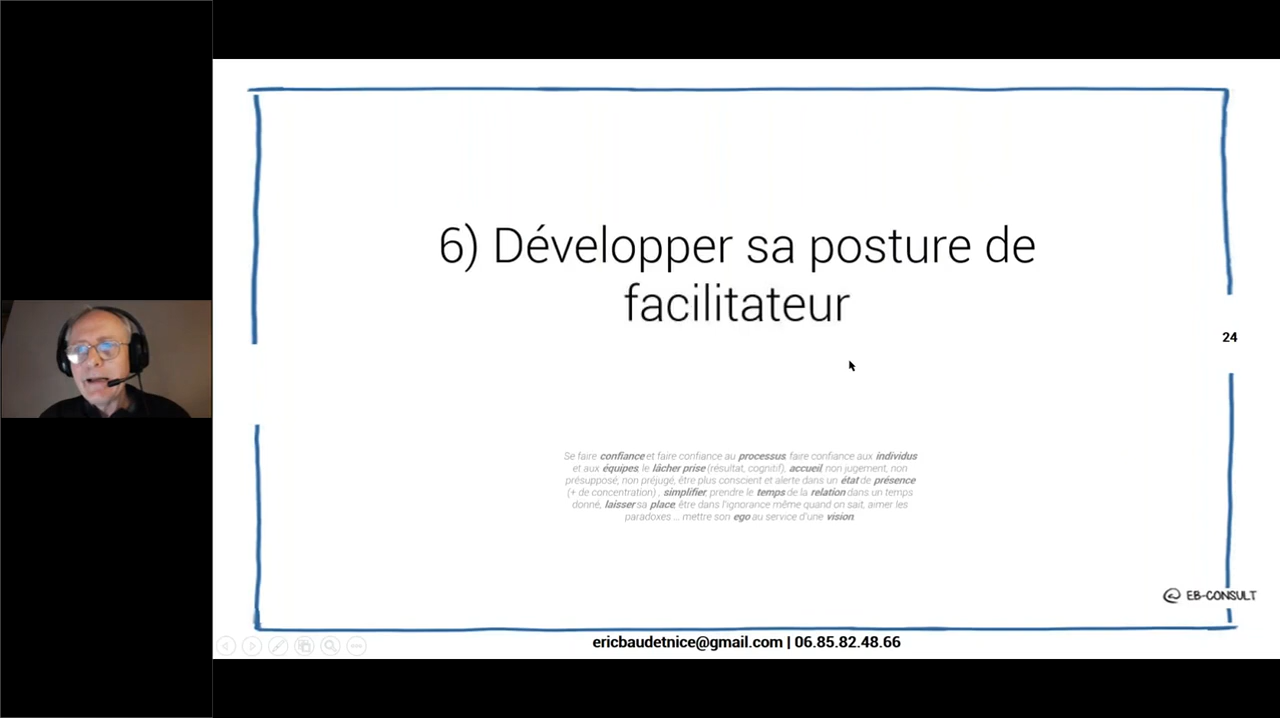 6) Développer sa posture de
facilitateur
24
Se faire confiance et faire confiance au processus, faire confiance aux individus
et aux équipes, le lâcher prise (résultat, cognitif), accueil, non jugement, non
présupposé, non préjugé, être plus conscient et alerte dans un état de présence
(+ de concentration) , simplifier, prendre le temps de la relation dans un temps
donné, laisser sa place, être dans l'ignorance même quand on sait, aimer les
paradoxes ... mettre son ego au service d'une vision.
@ EB-CONSULT
ericbaudetnice@gmail.com | 06.85.82.48.66